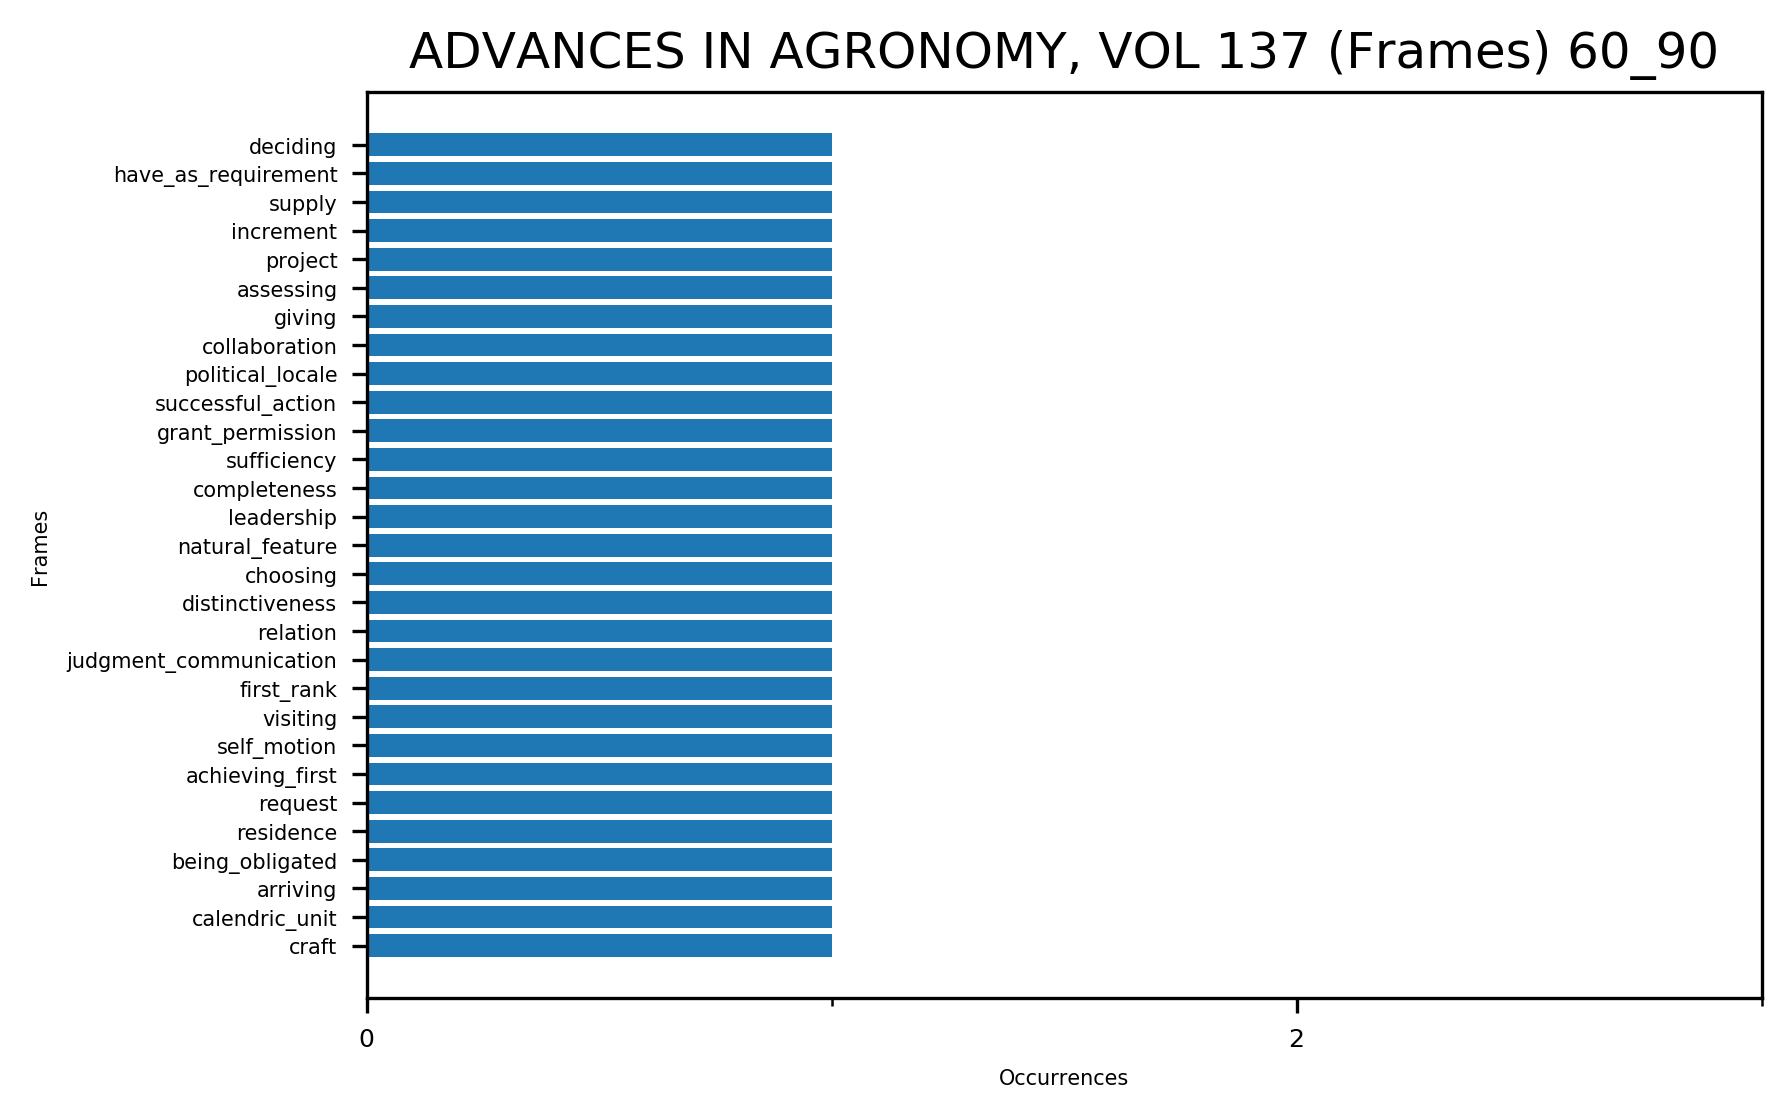 ADVANCES IN AGRONOMY, VOL 137 (Frames) 60_90
deciding
have_as_requirement
supply
increment
project
assessing
giving
collaboration
political_locale
successful_action
grant_permission
sufficiency
completeness
leadership
natural_feature
choosing
distinctiveness
relation
judgment_communication
first_rank
visiting
self_motion
achieving_first
request
residence
being_obligated
arriving
calendric_unit
craft
Frames
0
2
Occurrences